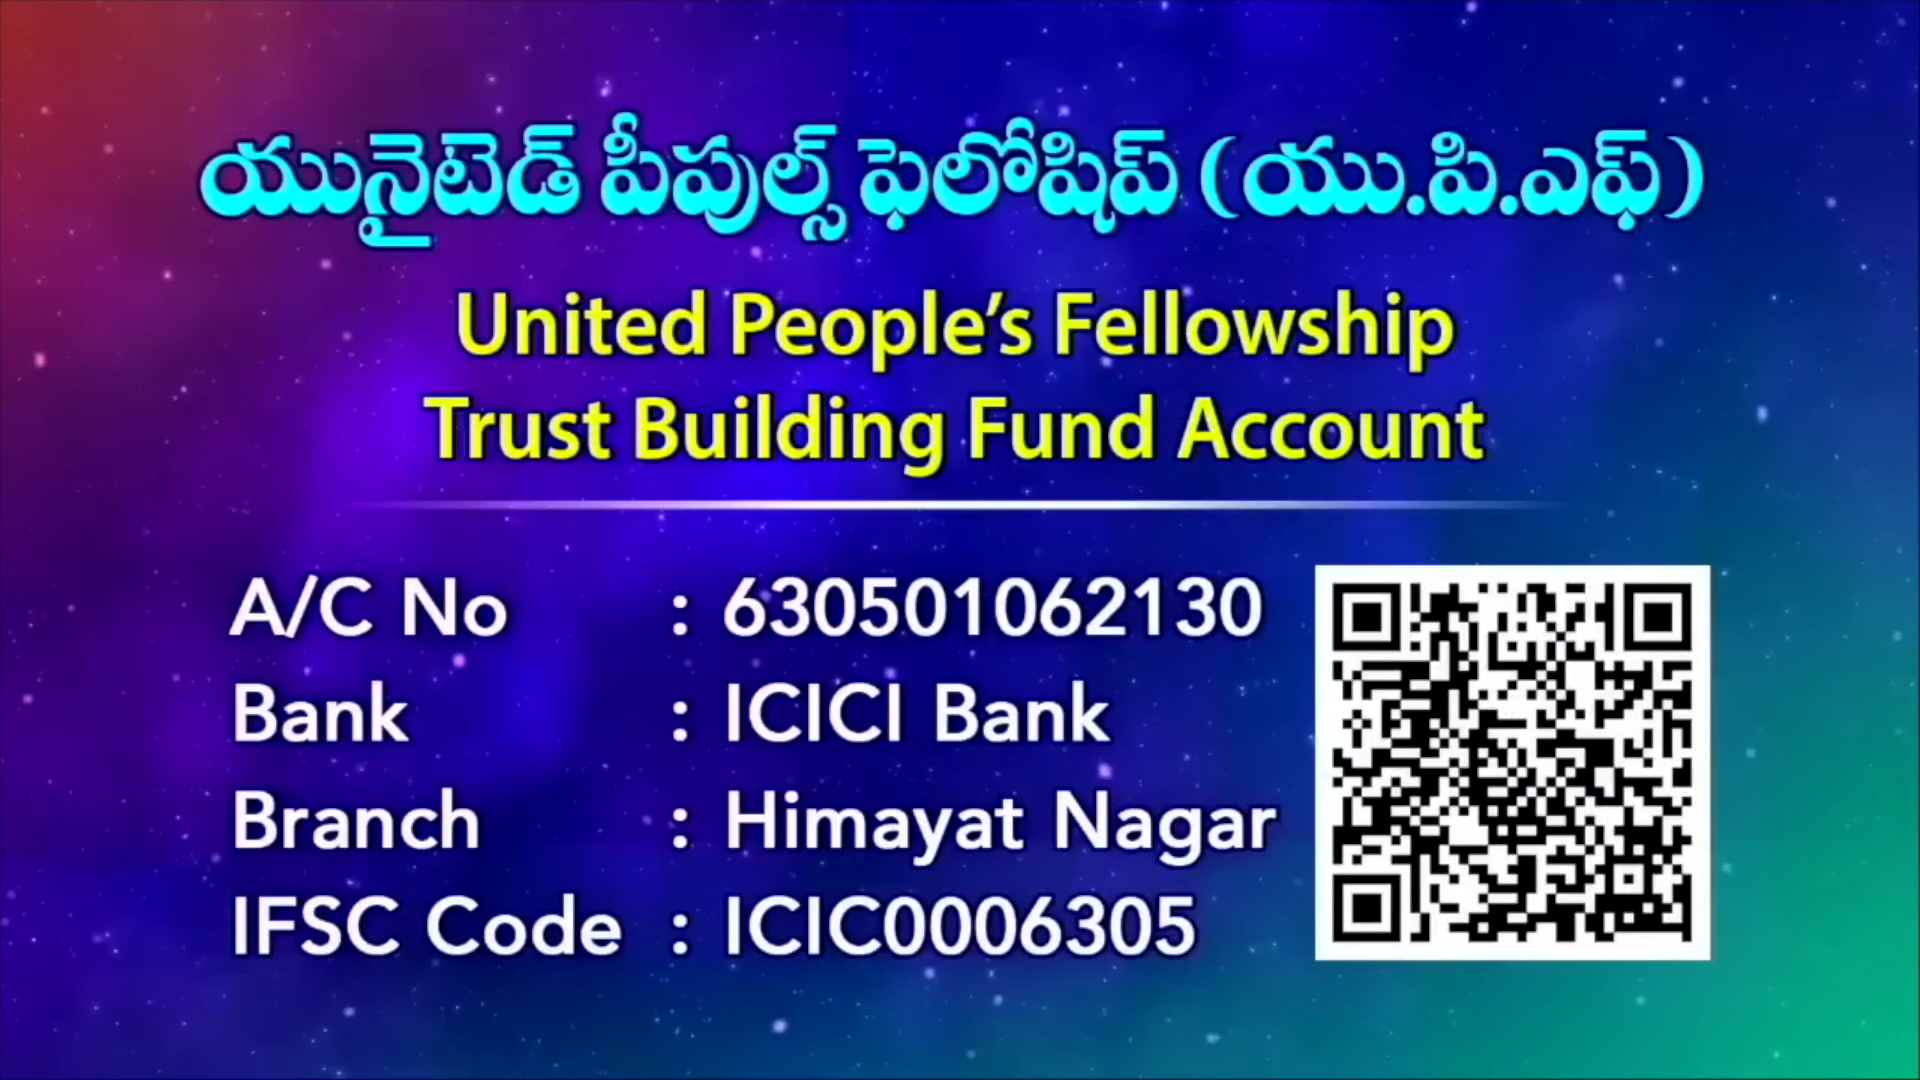 యునైటెడ్ పీపుల్స్ ఫెలోషిప్ (యు.పి.ఎఫ్)
United People’s Fellowship
Trust Building Fund Account
A/C No : 630501062130
Bank : ICICI Bank
Branch : Himayat Nagar
IFSC Code : ICIC0006305